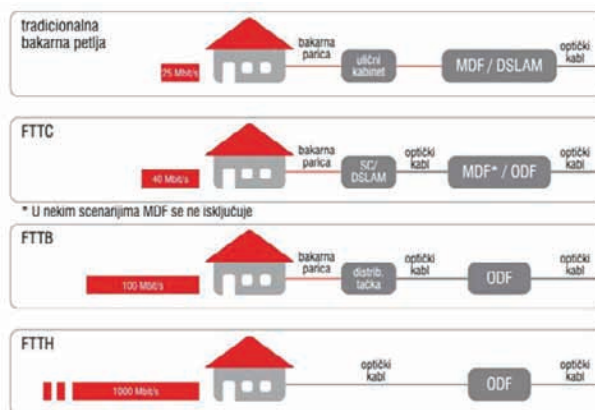 tradicionalna
bakarna petlja
25 Mbit/s
bakarna
parica
ulični
kabinet
MDF / DSLAM
optički
kabl
FTTC
40 Mbit/s
bakarna
parica
SC/
DSLAM
optički
kabl
MDF* / ODF
optički
kabl
* U nekim scenarijima MDF se ne isključuje
FTTB
100 Mbit/s
bakarna
parica
distrib.
tačka
optički
kabl
ODF
optički
kabl
FTTH
1000 Mbit/s
optički
kabl
ODF
optički
kabl